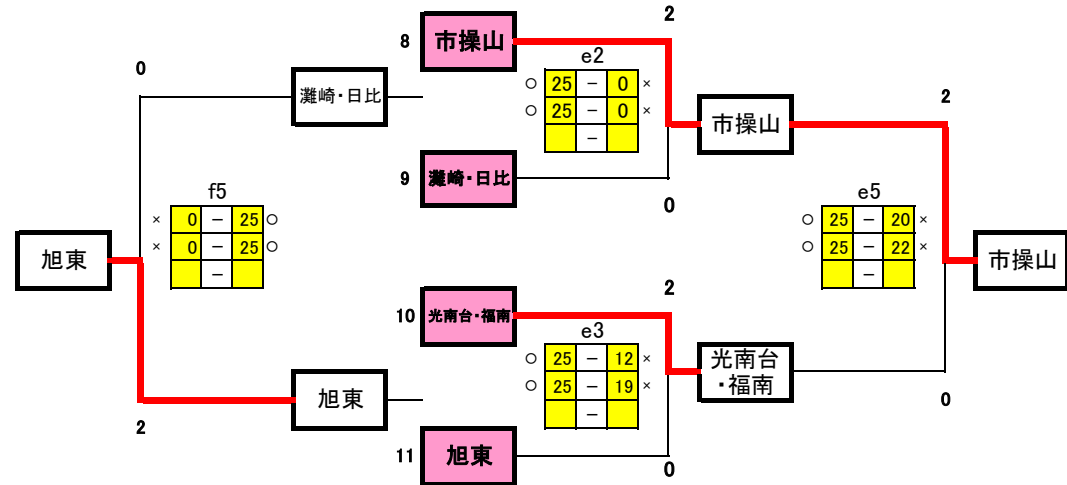 2
8
市操山
e2
0
○ 25 − 0 ×
灘崎・日比
2
○ 25 − 0 ×
市操山
−
9
灘崎・日比
f5
0
e5
× 0 − 25 ○
○ 25 − 20 ×
× 0 − 25 ○
○ 25 − 22 ×
旭東
市操山
−
−
2
10
光南台・福南
e3
○ 25 − 12 ×
光南台
・福南
○ 25 − 19 ×
旭東
0
−
2
11
旭東
0